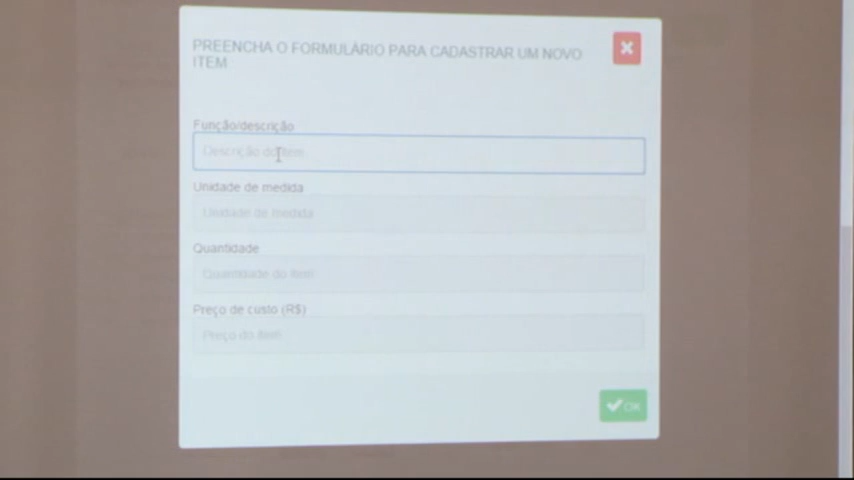 PREENCHA O FORMULÁRIO PARA CADASTRAR UM NOVO
ITEM
Função/descrição
Descrição do item
Unidade de medida
Unidade de medida
Quantidade
Quantidade do item
Preço de custo (R$)
Preço do item
OK